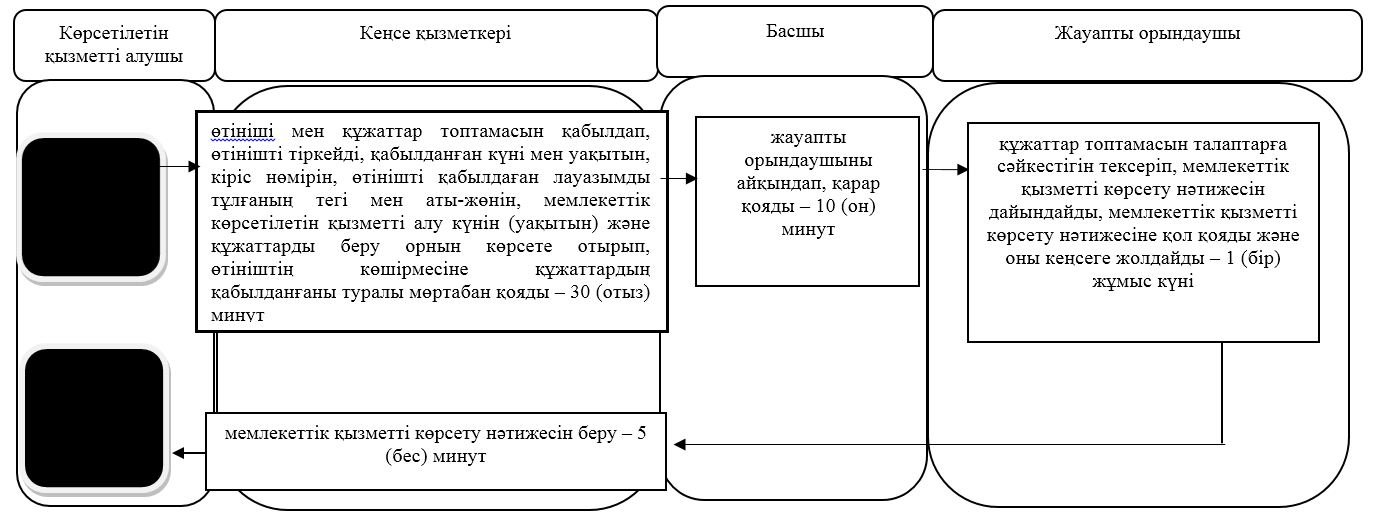 Көрсетілетін
қызметті алушы
Кеңсе қызметкері
Басшы
Жауапты орындаушы
өтініші мен құжаттар топтамасын қабылдап,
өтінішті тіркейді, қабылданған күні мен уақытын,
кіріс нөмірін, өтінішті қабылдаған лауазымды
тұлғаның тегі мен аты-жөнін, мемлекеттік
көрсетілетін қызметті алу күнін (уақытын) және
құжаттарды беру орнын көрсете отырып,
өтініштің көшірмесіне құжаттардың
қабылданғаны туралы мөртабан қояды – 30 (отыз)
минут
жауапты
орындаушыны
айқындап, қарар
қояды – 10 (он)
минут
құжаттар топтамасын талаптарға
сәйкестігін тексеріп, мемлекеттік
қызметті көрсету нәтижесін
дайындайды, мемлекеттік қызметті
көрсету нәтижесіне қол қояды және
оны кеңсеге жолдайды – 1 (бір)
жұмыс күні
мемлекеттік қызметті көрсету нәтижесін беру – 5
(бес) минут